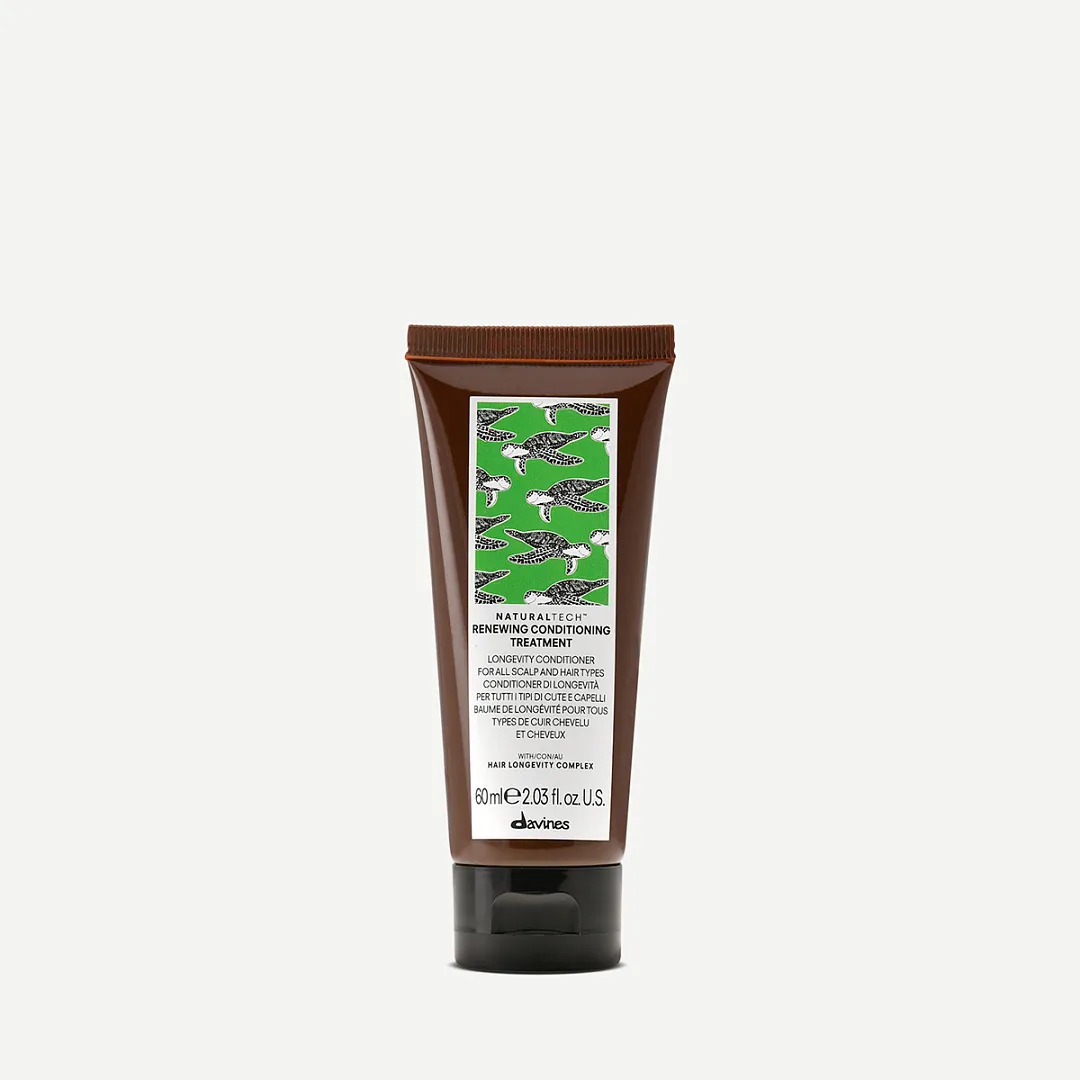 NATURALTECH™
RENEWING CONDITIONING
TREATMENT
LONGEVITY CONDITIONER
FOR ALL SCALP AND HAIR TYPES
CONDITIONER DI LONGEVITÀ
PER TUTTI I TIPI DI CUTE E CAPELLI
BAUME DE LONGÉVITÉ POUR TOUS
TYPES DE CUIR CHEVELU
ET CHEVEUX
WITH/CON/AU
HAIR LONGEVITY COMPLEX
60 ml ℮ 2.03 fl. oz. U.S.
davines